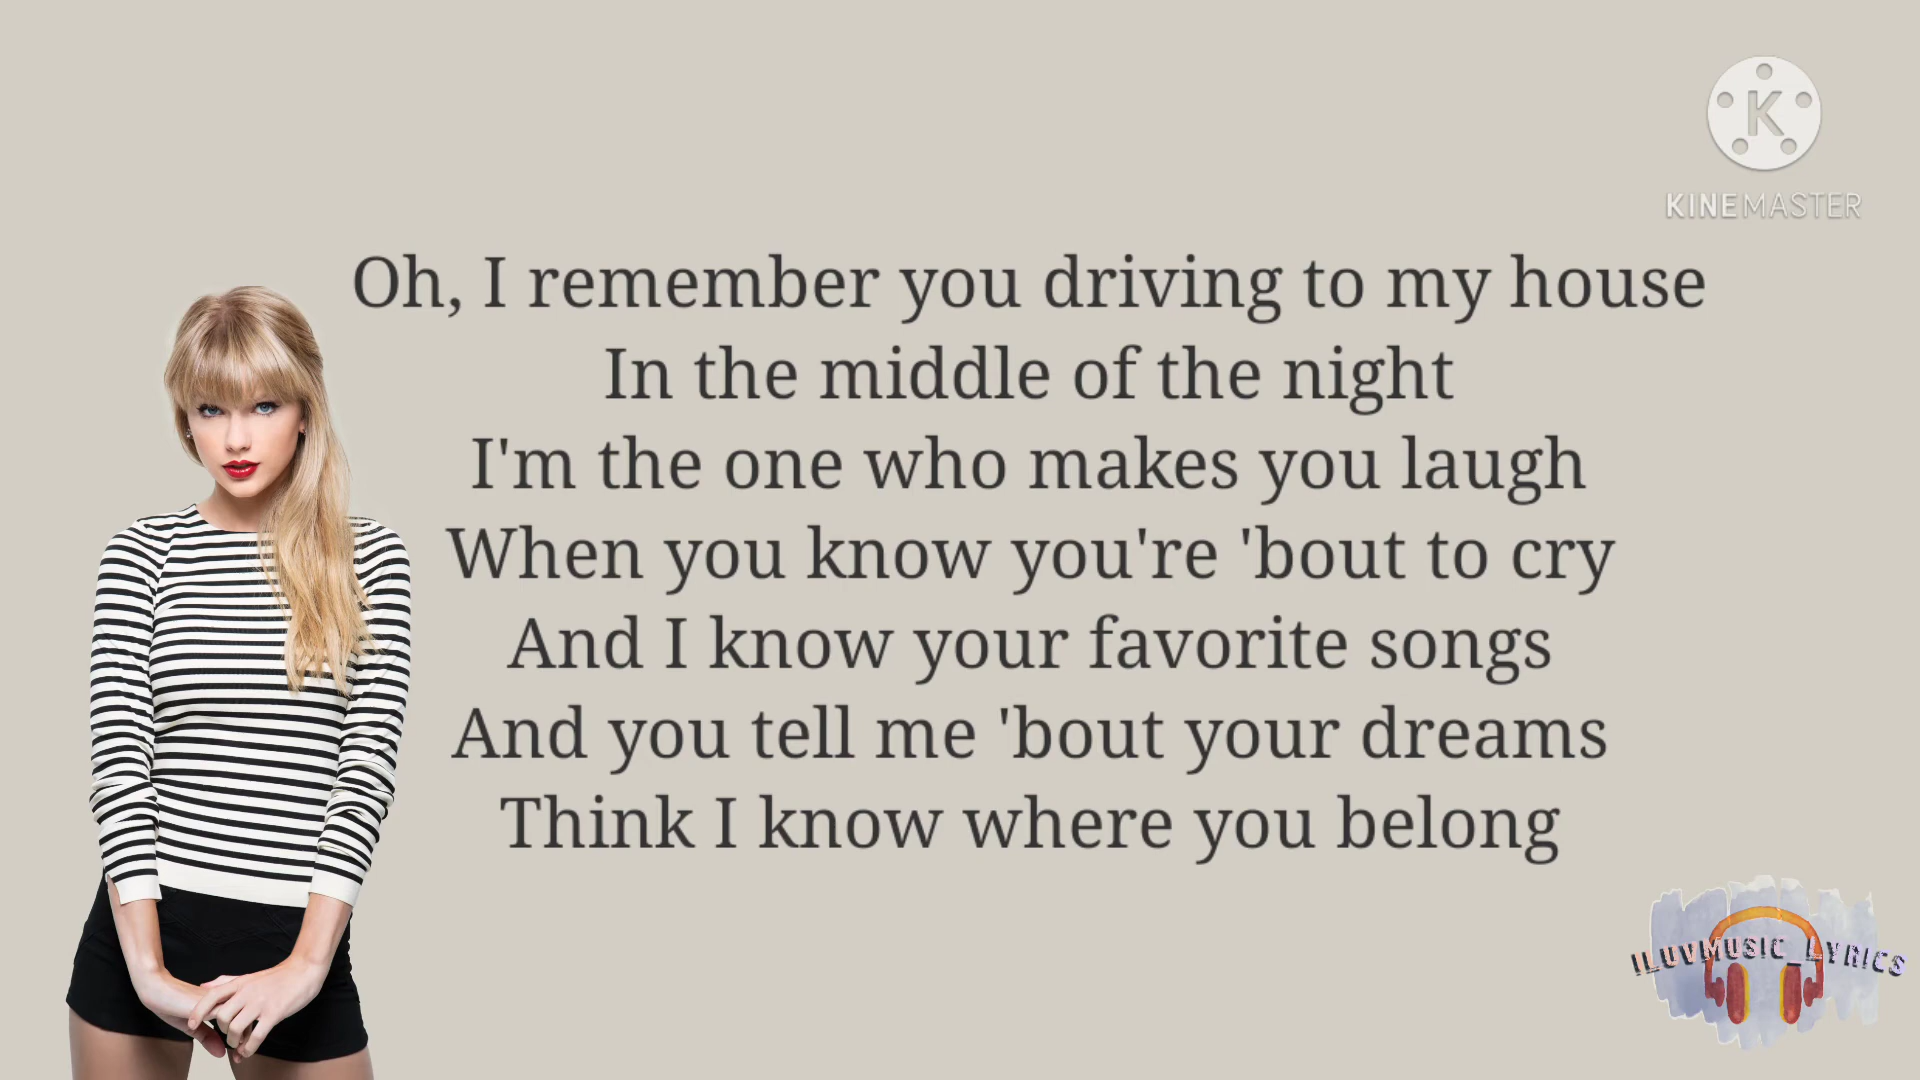 K
KINEMASTER
Oh, I remember you driving to my house
In the middle of the night
I'm the one who makes you laugh
When you know you're 'bout to cry
And I know your favorite songs
And you tell me 'bout your dreams
Think I know where you belong
ILUVMUSIC_LYRICS